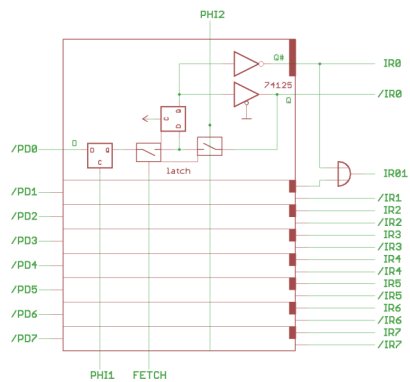 PHI2
Q#
IR0
74125
Q
/IR0
/PD0
D
D Q
C
C
D
latch
IR01
/PD1
/IR1
/PD2
IR2
/IR2
/PD3
IR3
/IR3
/PD4
IR4
/IR4
/PD5
IR5
/IR5
/PD6
IR6
/IR6
/PD7
IR7
/IR7
PHI1 FETCH